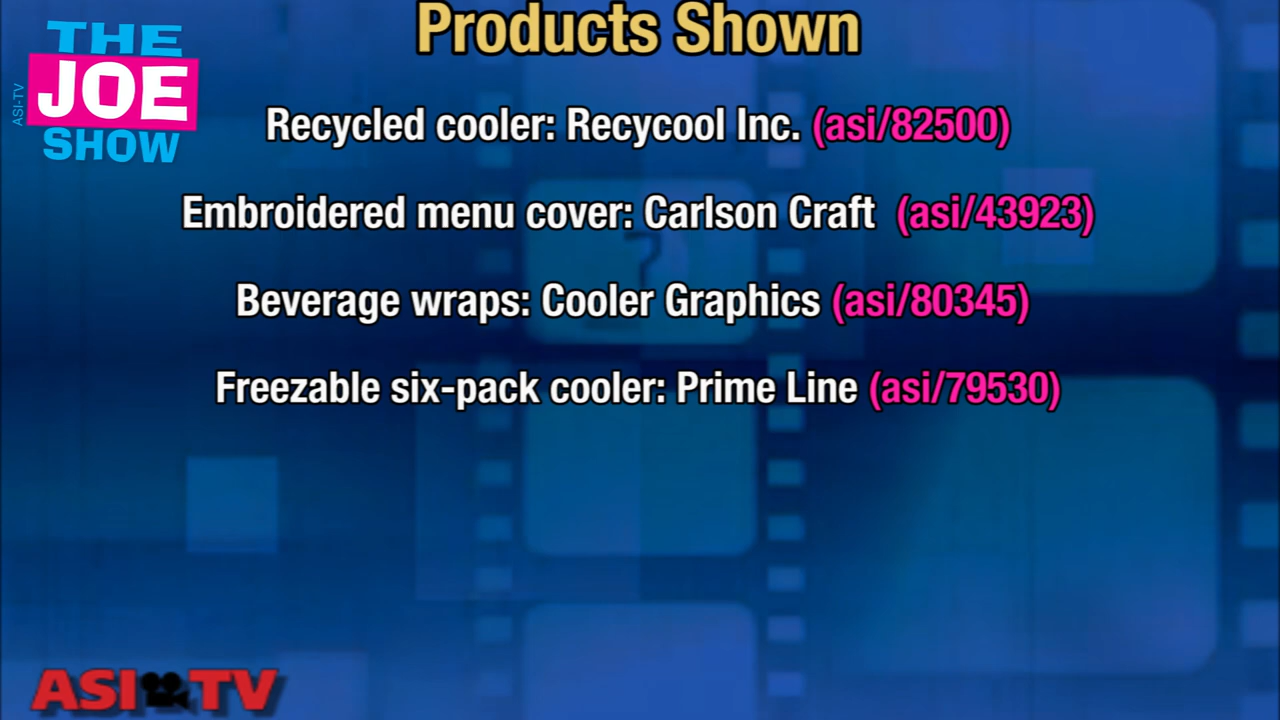 Products Shown
THE
JOE
SHOW
ASI-TV
Recycled cooler: Recycool Inc. (asi/82500)
Embroidered menu cover: Carlson Craft (asi/43923)
Beverage wraps: Cooler Graphics (asi/80345)
Freezable six-pack cooler: Prime Line (asi/79530)
ASI TV